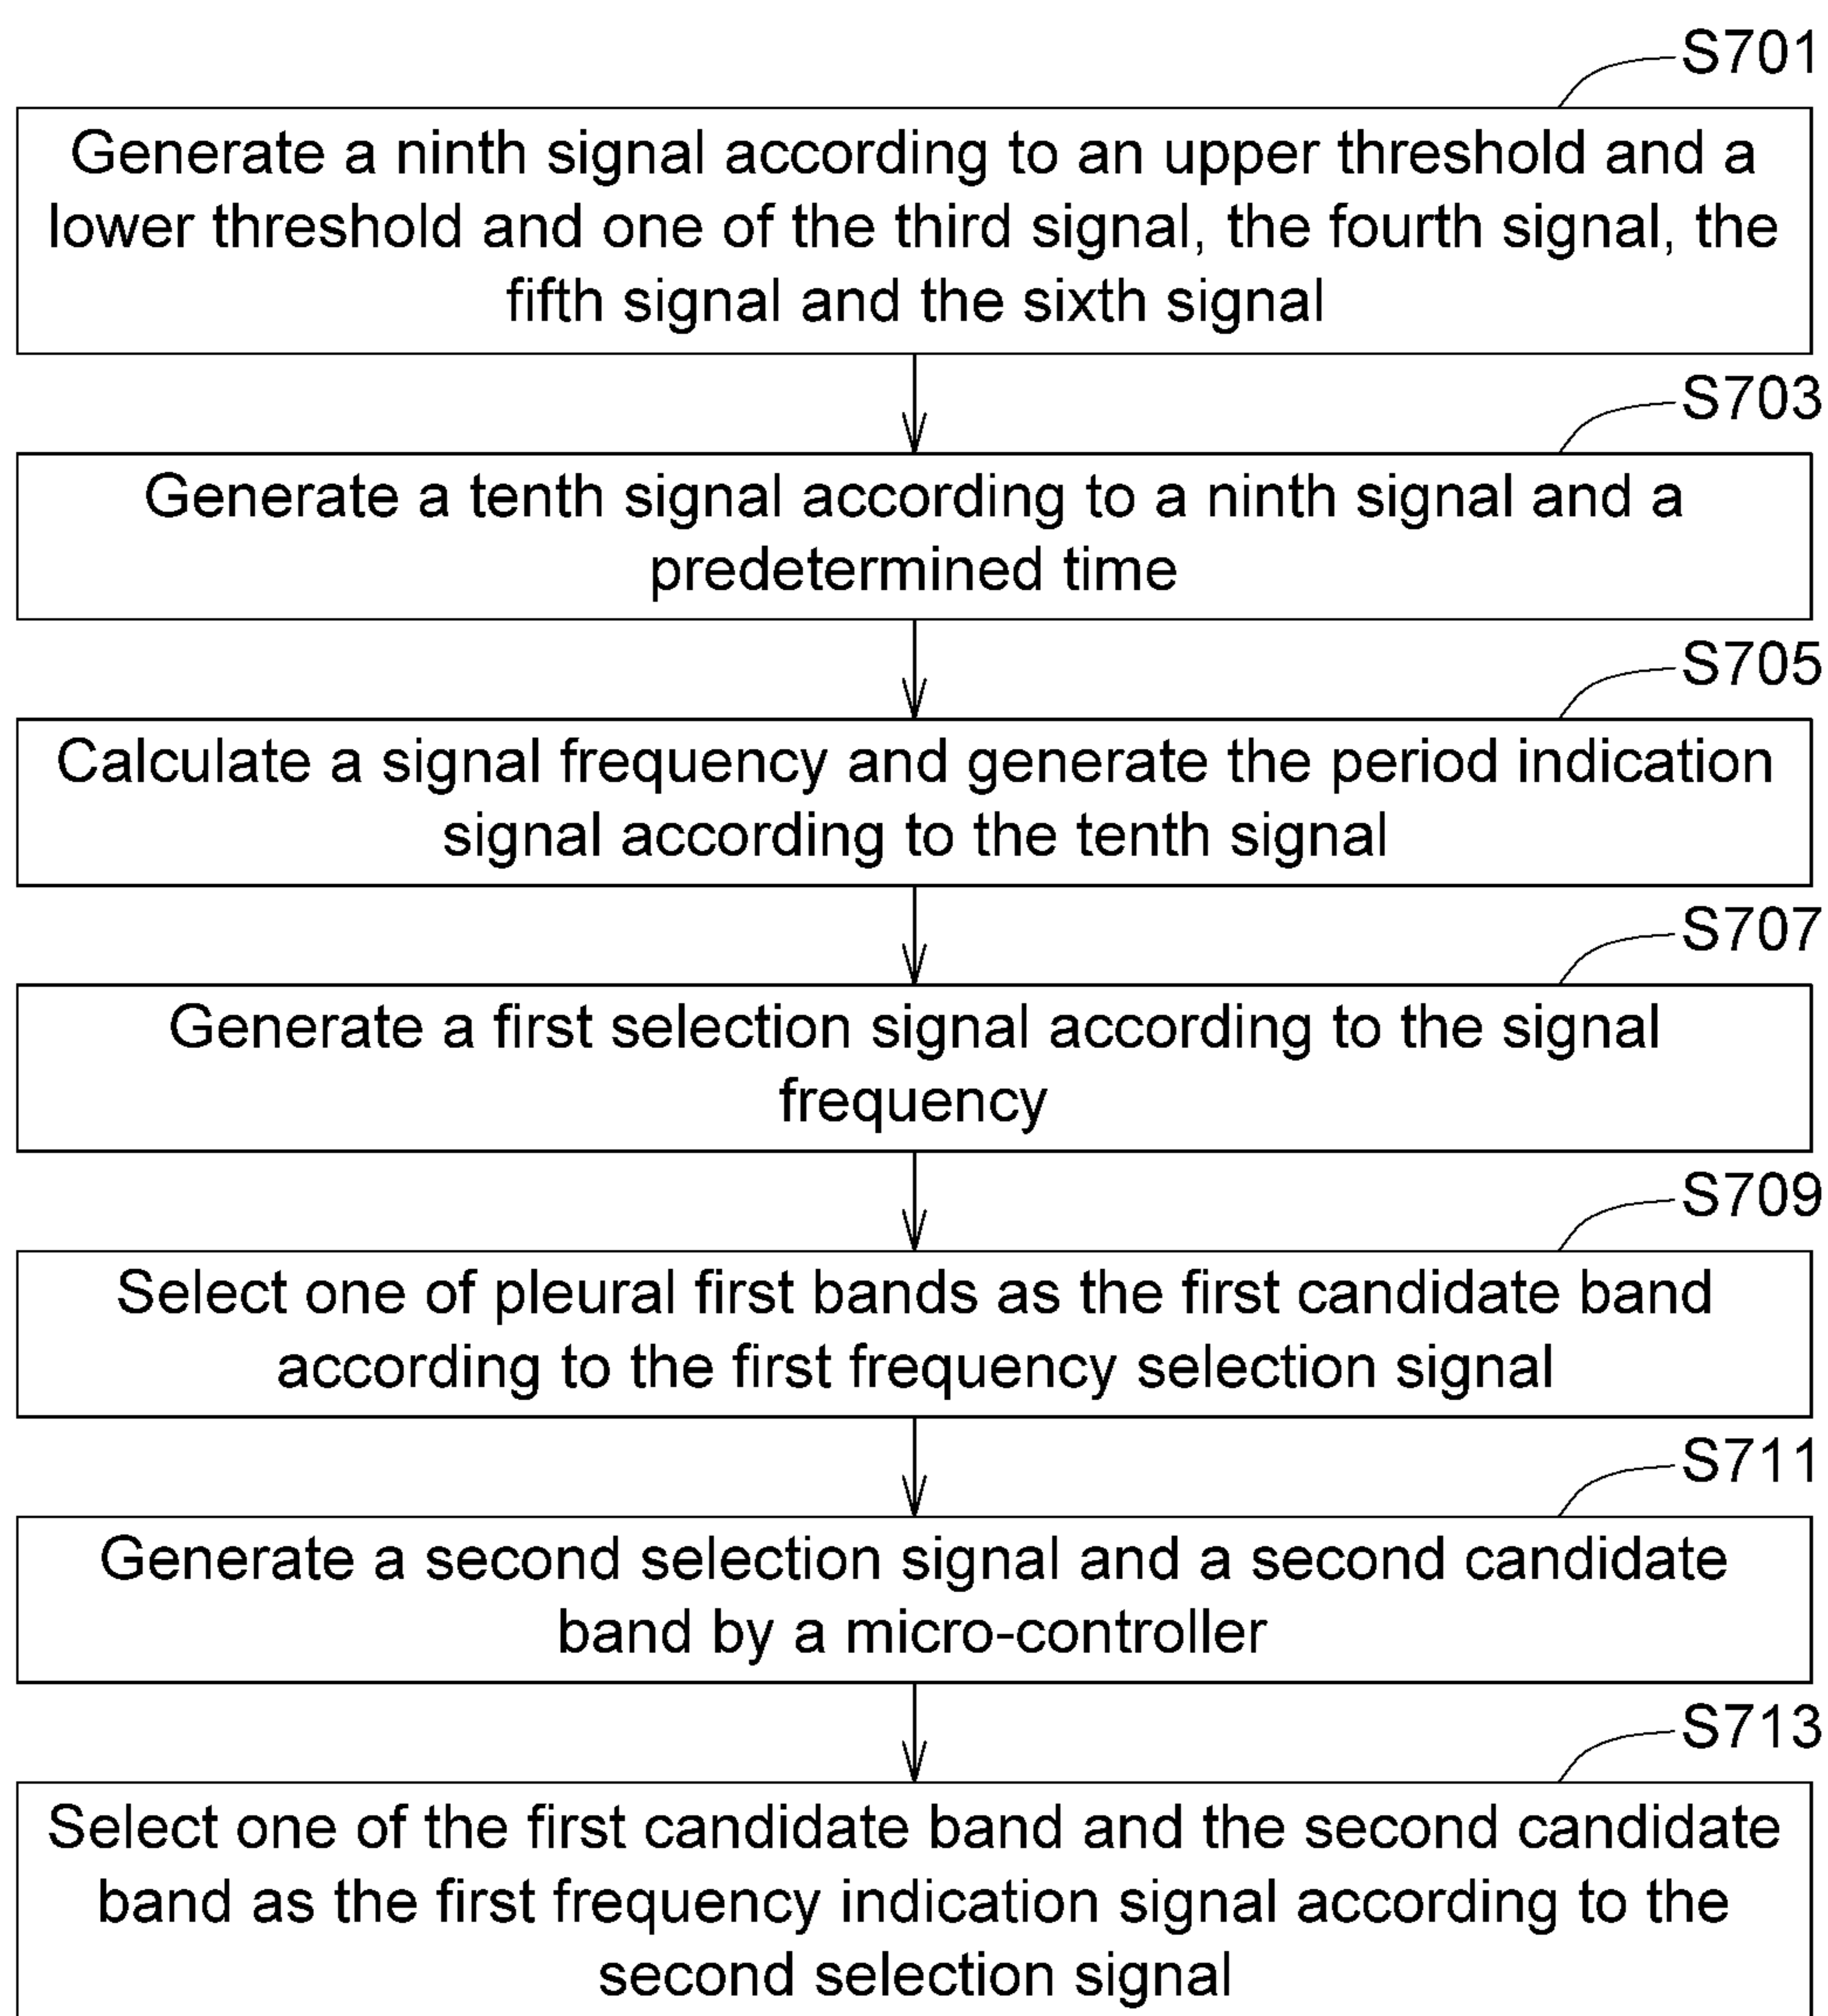 S701
Generate a ninth signal according to an upper threshold and a
lower threshold and one of the third signal, the fourth signal, the
fifth signal and the sixth signal
S703
Generate a tenth signal according to a ninth signal and a
predetermined time
S705
Calculate a signal frequency and generate the period indication
signal according to the tenth signal
S707
Generate a first selection signal according to the signal
frequency
S709
Select one of pleural first bands as the first candidate band
according to the first frequency selection signal
S711
Generate a second selection signal and a second candidate
band by a micro-controller
S713
Select one of the first candidate band and the second candidate
band as the first frequency indication signal according to the
second selection signal